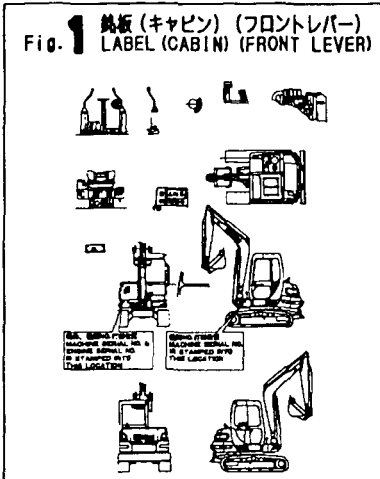 銘板（キャビン）（フロントレバー）
Fig. 1 LABEL (CABIN) (FRONT LEVER)
MACHINE SERIAL NO. &
ENGINE SERIAL NO.
IS STAMPED INTO
THIS LOCATION
MACHINE SERIAL NO.
IS STAMPED INTO
THIS LOCATION